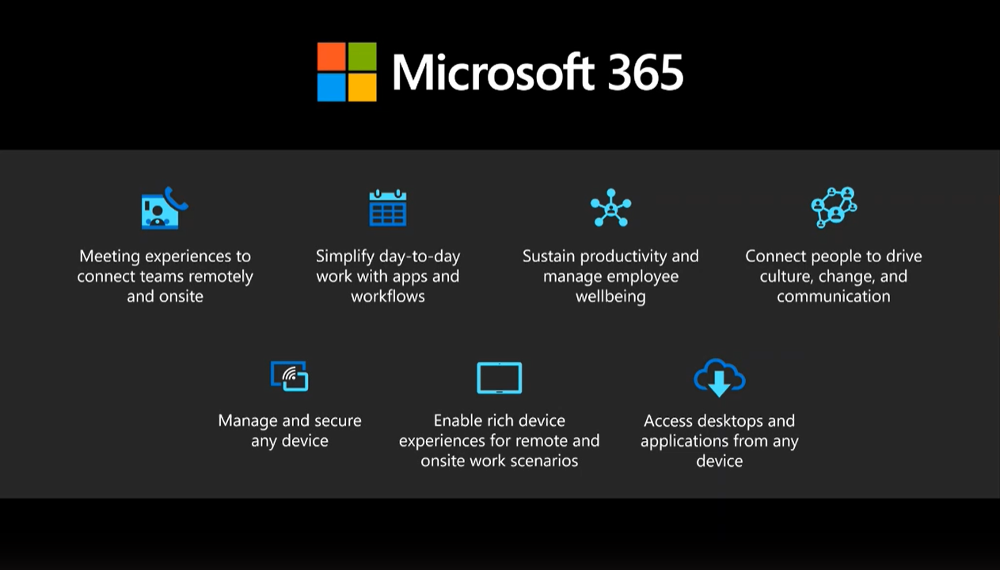 Microsoft 365
Meeting experiences to
connect teams remotely
and onsite
Simplify day-to-day
work with apps and
workflows
Sustain productivity and
manage employee
wellbeing
Connect people to drive
culture, change, and
communication
Manage and secure
any device
Enable rich device
experiences for remote and
onsite work scenarios
Access desktops and
applications from any
device